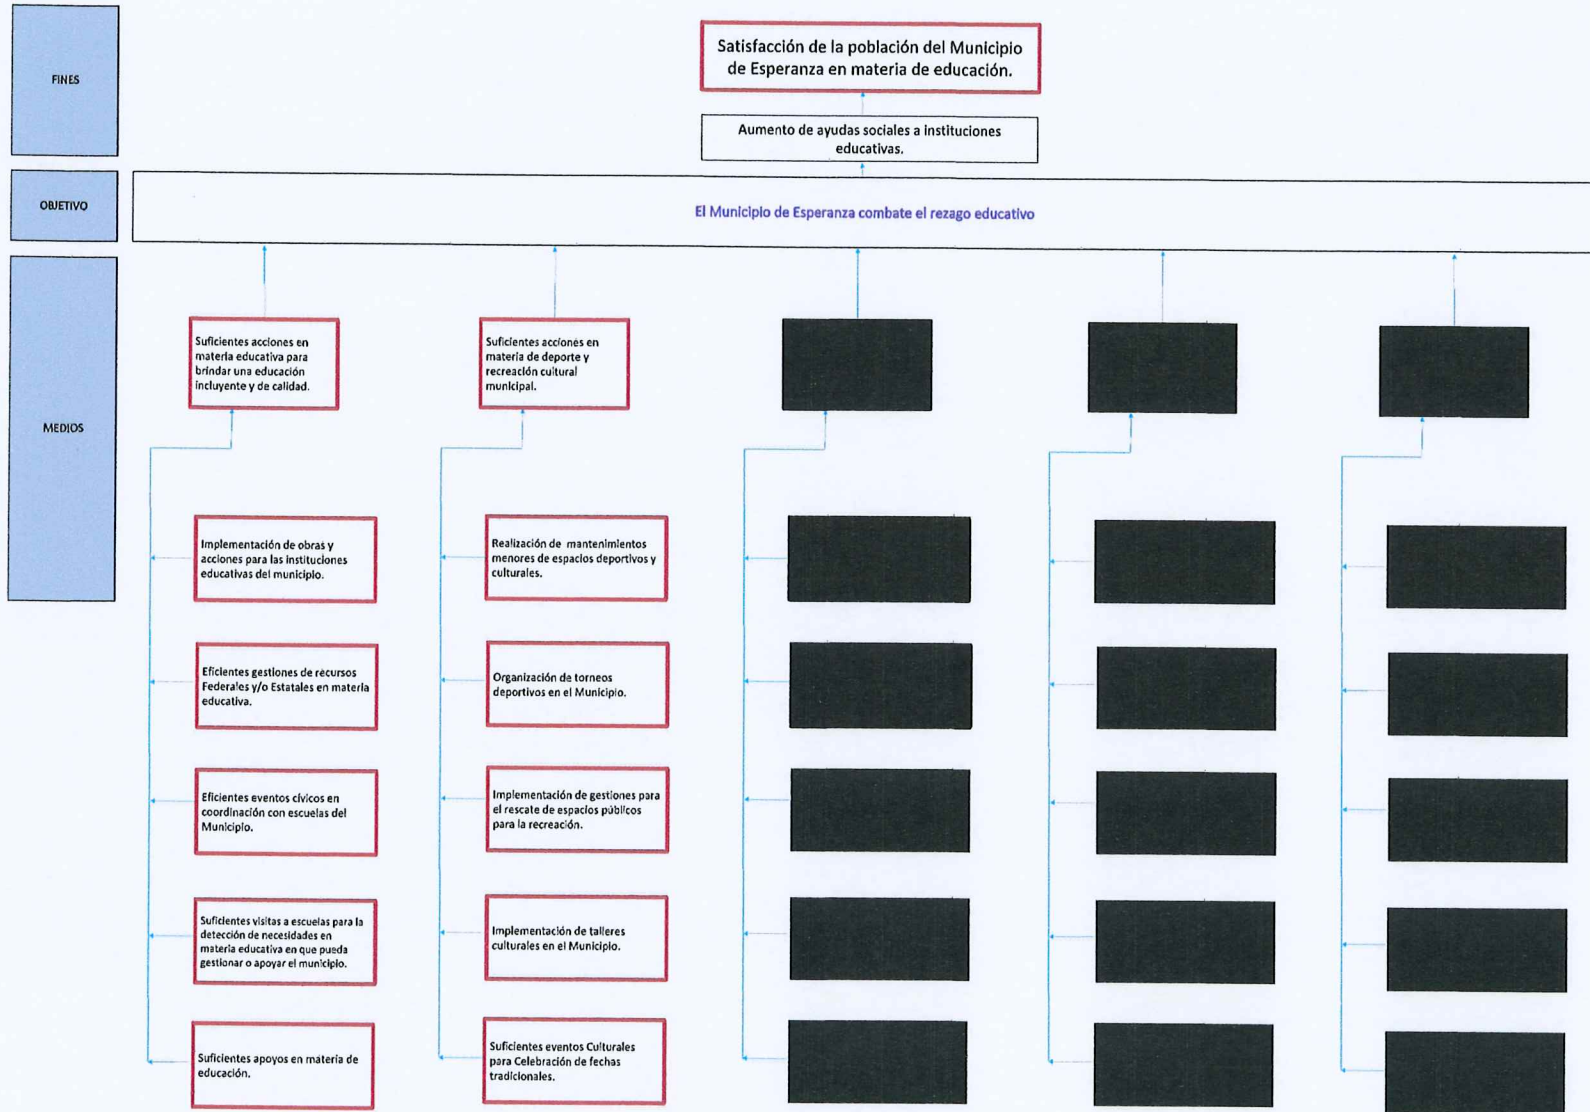 FINES
Satisfacción de la población del Municipio
de Esperanza en materia de educación.
Aumento de ayudas sociales a instituciones
educativas.
OBJETIVO
El Municipio de Esperanza combate el rezago educativo
MEDIOS
Suficientes acciones en
materia educativa para
brindar una educación
incluyente y de calidad.
Implementación de obras y
acciones para las instituciones
educativas del municipio.
Eficientes gestiones de recursos
Federales y/o Estatales en materia
educativa.
Eficientes eventos cívicos en
coordinación con escuelas del
Municipio.
Suficientes visitas a escuelas para la
detección de necesidades en
materia educativa en que pueda
gestionar o apoyar el municipio.
Suficientes apoyos en materia de
educación.
Suficientes acciones en
materia de deporte y
recreación cultural
municipal.
Realización de mantenimientos
menores de espacios deportivos y
culturales.
Organización de torneos
deportivos en el Municipio.
Implementación de gestiones para
el rescate de espacios públicos
para la recreación.
Implementación de talleres
culturales en el Municipio.
Suficientes eventos Culturales
para Celebración de fechas
tradicionales.